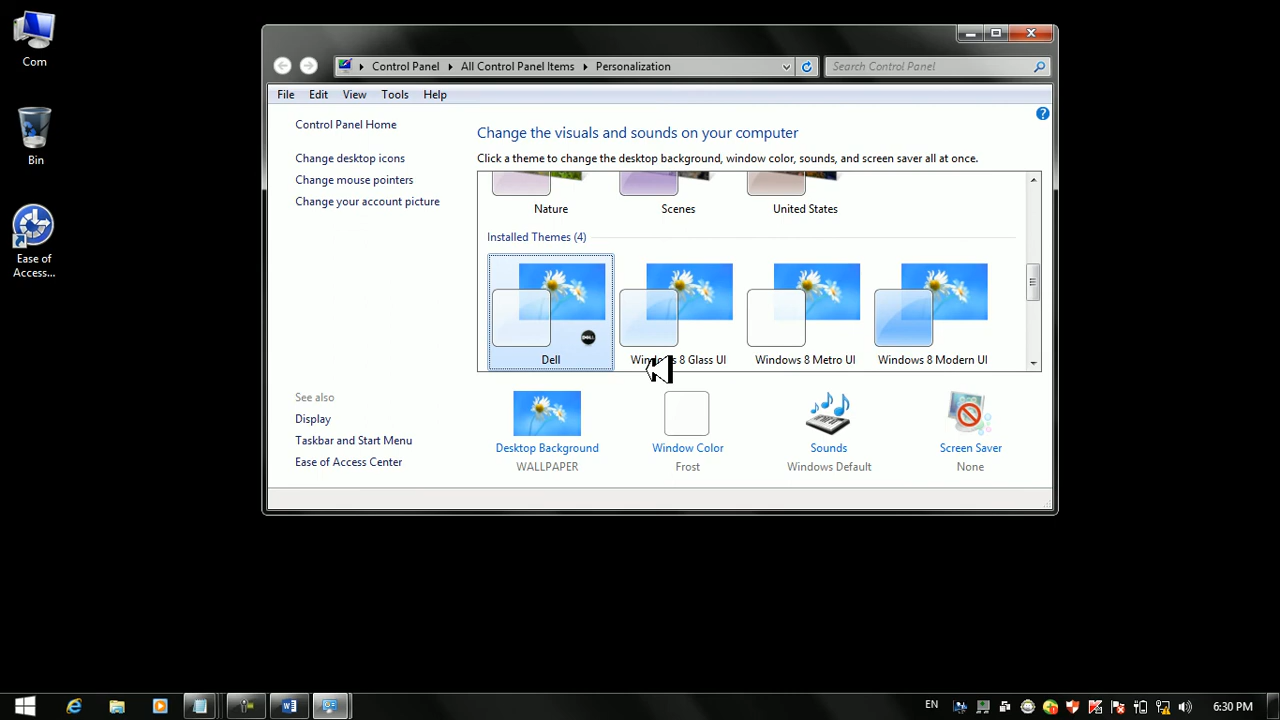 Com
Bin
Ease of
Access...
Control Panel
All Control Panel Items
Personalization
Search Control Panel
File
Edit
View
Tools
Help
Control Panel Home
Change desktop icons
Change mouse pointers
Change your account picture
See also
Display
Taskbar and Start Menu
Ease of Access Center
Change the visuals and sounds on your computer
Click a theme to change the desktop background, window color, sounds, and screen saver all at once.
Nature
Scenes
United States
Installed Themes (4)
DELL
Dell
Windows 8 Glass UI
Windows 8 Metro UI
Windows 8 Modern UI
Desktop Background
WALLPAPER
Window Color
Frost
Sounds
Windows Default
Screen Saver
None
EN
6:30 PM